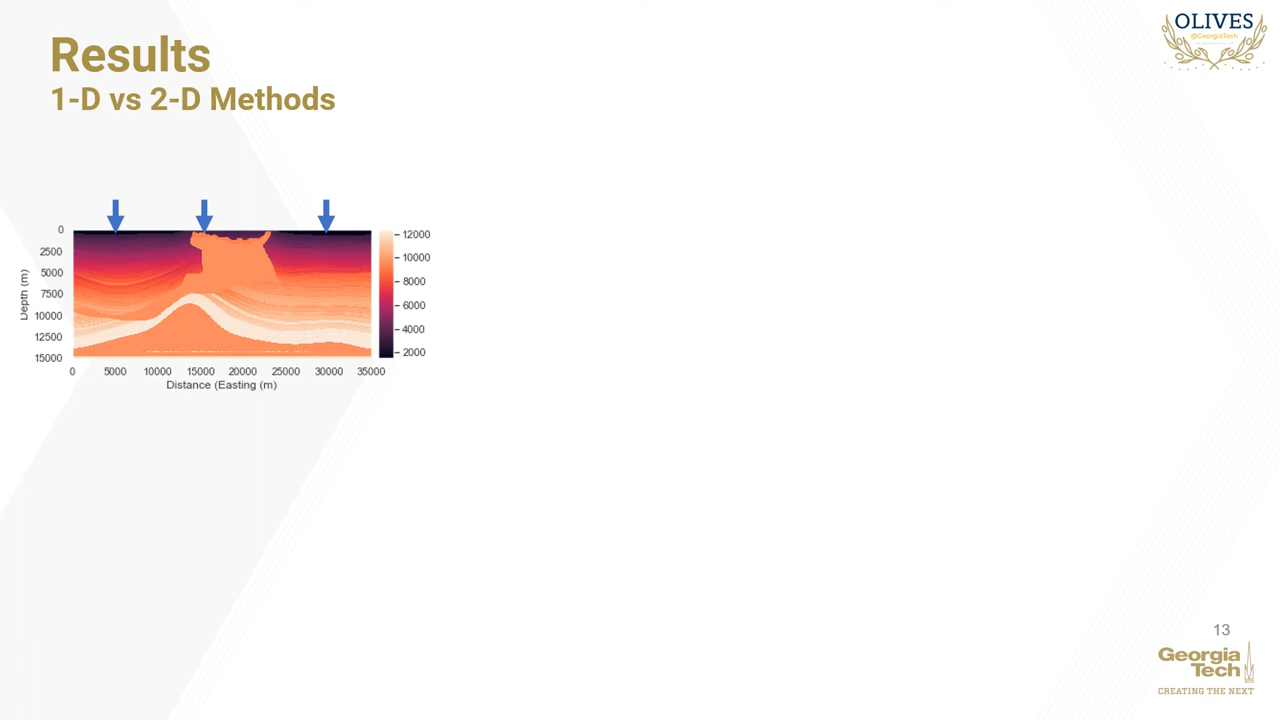 OLIVES
@GeorgiaTech
Results
1-D vs 2-D Methods
0
2500
5000
7500
10000
12500
15000
Depth (m)
0 5000 10000 15000 20000 25000 30000 35000
Distance (Easting (m)
12000
10000
8000
6000
4000
2000
13
Georgia
Tech
CREATING THE NEXT